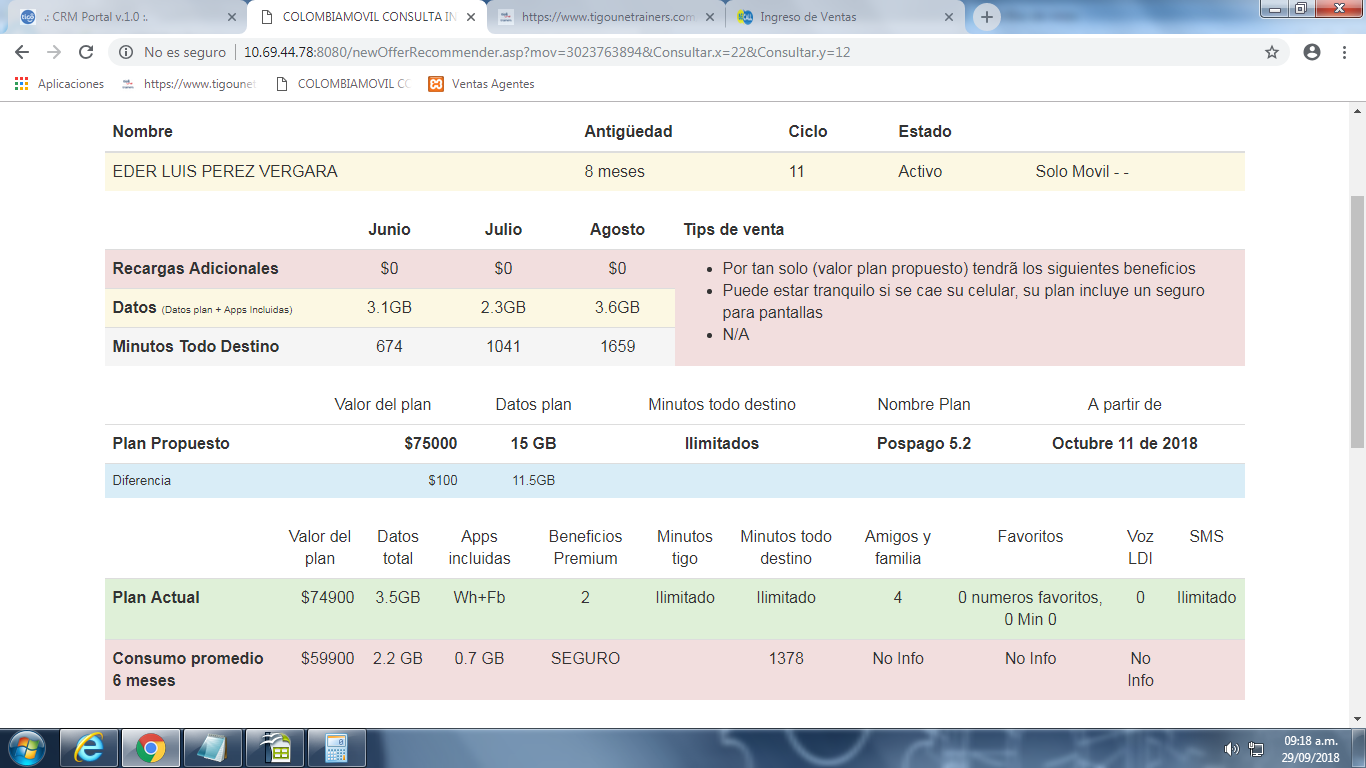 .: CRM Portal v.1.0 :.
COLOMBIAMOVIL CONSULTA IN
https://www.tigounetrainers.com
Ingreso de Ventas
No es seguro 10.69.44.78:8080/newOfferRecommender.asp?mov=3023763894&Consultar.x=22&Consultar.y=12
Aplicaciones https://www.tigounet COLOMBIAMOVIL CO Ventas Agentes
Nombre Antigüedad Ciclo Estado
EDER LUIS PEREZ VERGARA 8 meses 11 Activo Solo Movil - -
Junio Julio Agosto Tips de venta
Recargas Adicionales $0 $0 $0
Datos (Datos plan + Apps Incluidas) 3.1GB 2.3GB 3.6GB
Minutos Todo Destino 674 1041 1659
• Por tan solo (valor plan propuesto) tendrã los siguientes beneficios
• Puede estar tranquilo si se cae su celular, su plan incluye un seguro
para pantallas
• N/A
Valor del plan Datos plan Minutos todo destino Nombre Plan A partir de
Plan Propuesto $75000 15 GB Ilimitados Pospago 5.2 Octubre 11 de 2018
Diferencia $100 11.5GB
Valor del Datos Apps Beneficios Minutos Minutos todo Amigos y Favoritos Voz SMS
plan total incluidas Premium tigo destino familia LDI
Plan Actual $74900 3.5GB Wh+Fb 2 Ilimitado Ilimitado 4 0 numeros favoritos, 0 Ilimitado
0 Min 0
Consumo promedio $59900 2.2 GB 0.7 GB SEGURO 1378 No Info No Info No
6 meses Info
09:18 a.m.
29/09/2018